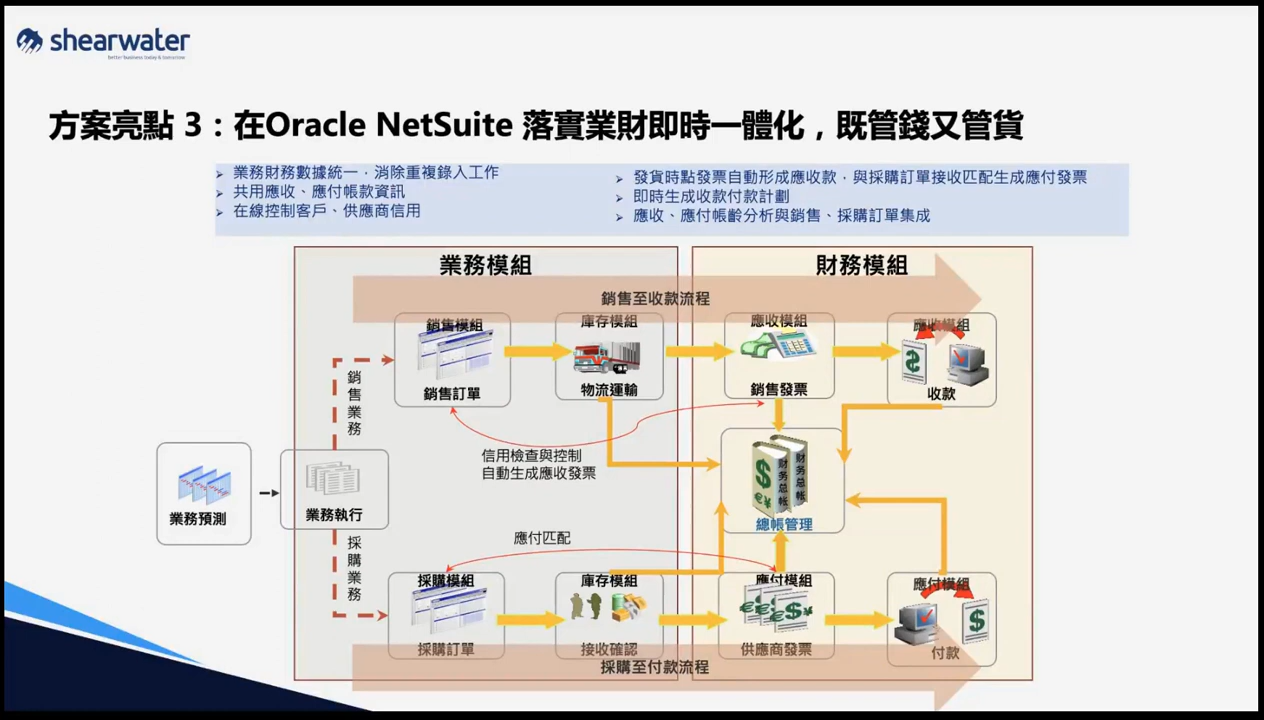 shearwater
better business today & tomorrow
方案亮點 3：在Oracle NetSuite 落實業財即時一體化，既管錢又管貨
業務財務數據統一，消除重複錄入工作
共用應收、應付帳款資訊
在線控制客戶、供應商信用
發貨時點發票自動形成應收款，與採購訂單接收匹配生成應付發票
即時生成收款付款計劃
應收、應付帳齡分析與銷售、採購訂單集成
業務模組
財務模組
銷售至收款流程
銷售模組
庫存模組
應收模組
應收模組
銷售訂單
物流運輸
銷售發票
收款
銷售業務
信用檢查與控制
自動生成應收發票
财务总帐
财务总帐
總帳管理
業務預測
業務執行
採購業務
應付匹配
採購模組
庫存模組
應付模組
應付模組
採購訂單
接收確認
供應商發票
付款
採購至付款流程